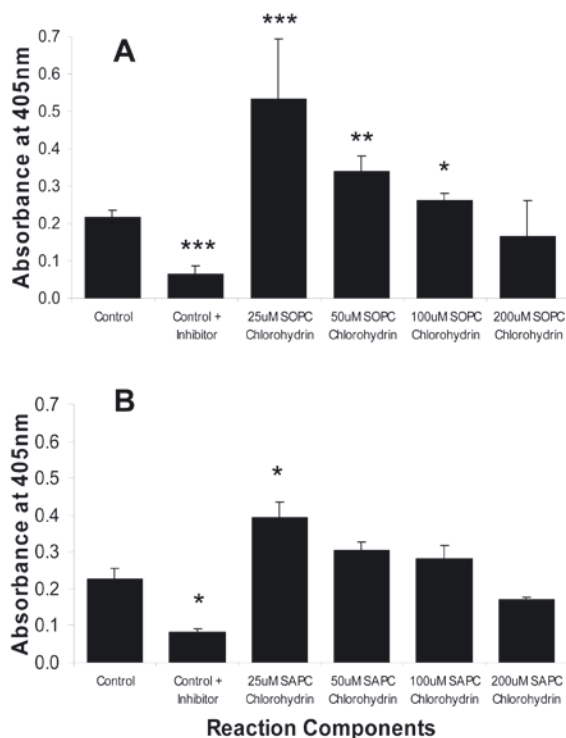 A
Absorbance at 405nm
0.7
0.6
0.5
0.4
0.3
0.2
0.1
0.0
***
***
**
*
Control
Control + Inhibitor
25uM SOPC Chlorohydrin
50uM SOPC Chlorohydrin
100uM SOPC Chlorohydrin
200uM SOPC Chlorohydrin
B
Absorbance at 405nm
0.7
0.6
0.5
0.4
0.3
0.2
0.1
0.0
*
*
Control
Control + Inhibitor
25uM SAPC Chlorohydrin
50uM SAPC Chlorohydrin
100uM SAPC Chlorohydrin
200uM SAPC Chlorohydrin
Reaction Components